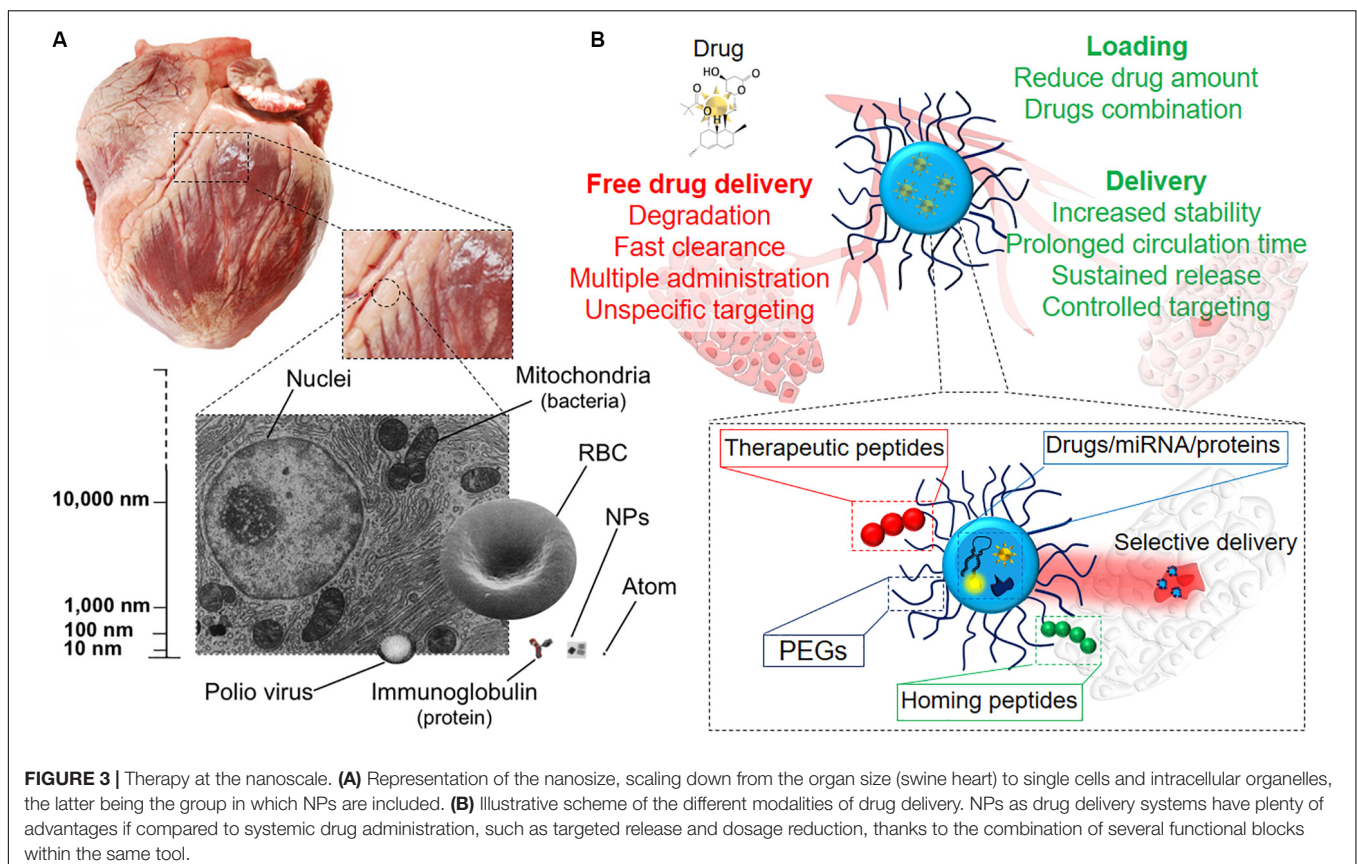 A
B
Drug
HO
O
O
O
O
H
Loading
Reduce drug amount
Drugs combination
Free drug delivery
Degradation
Fast clearance
Multiple administration
Unspecific targeting
Delivery
Increased stability
Prolonged circulation time
Sustained release
Controlled targeting
Nuclei
Mitochondria
(bacteria)
RBC
NPs
Atom
10,000 nm
1,000 nm
100 nm
10 nm
Polio virus
Immunoglobulin
(protein)
Therapeutic peptides
Drugs/miRNA/proteins
Selective delivery
PEGs
Homing peptides
FIGURE 3 | Therapy at the nanoscale. (A) Representation of the nanosize, scaling down from the organ size (swine heart) to single cells and intracellular organelles,
the latter being the group in which NPs are included. (B) Illustrative scheme of the different modalities of drug delivery. NPs as drug delivery systems have plenty of
advantages if compared to systemic drug administration, such as targeted release and dosage reduction, thanks to the combination of several functional blocks
within the same tool.